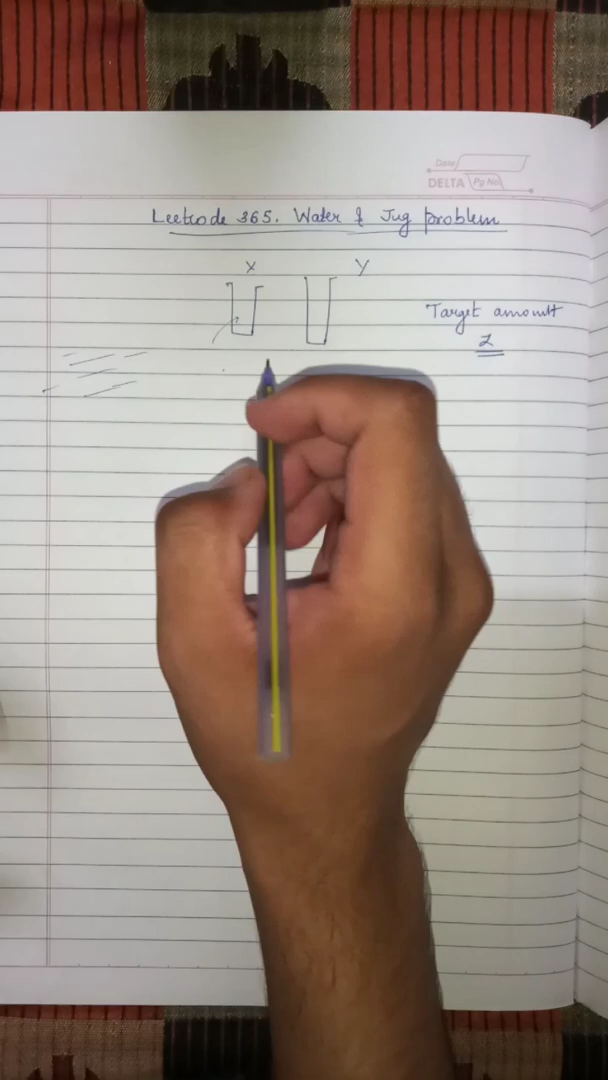 Date
DELTA Pg No.
Leetcode 365. Water & Jug problem
X Y
Target amount
Z